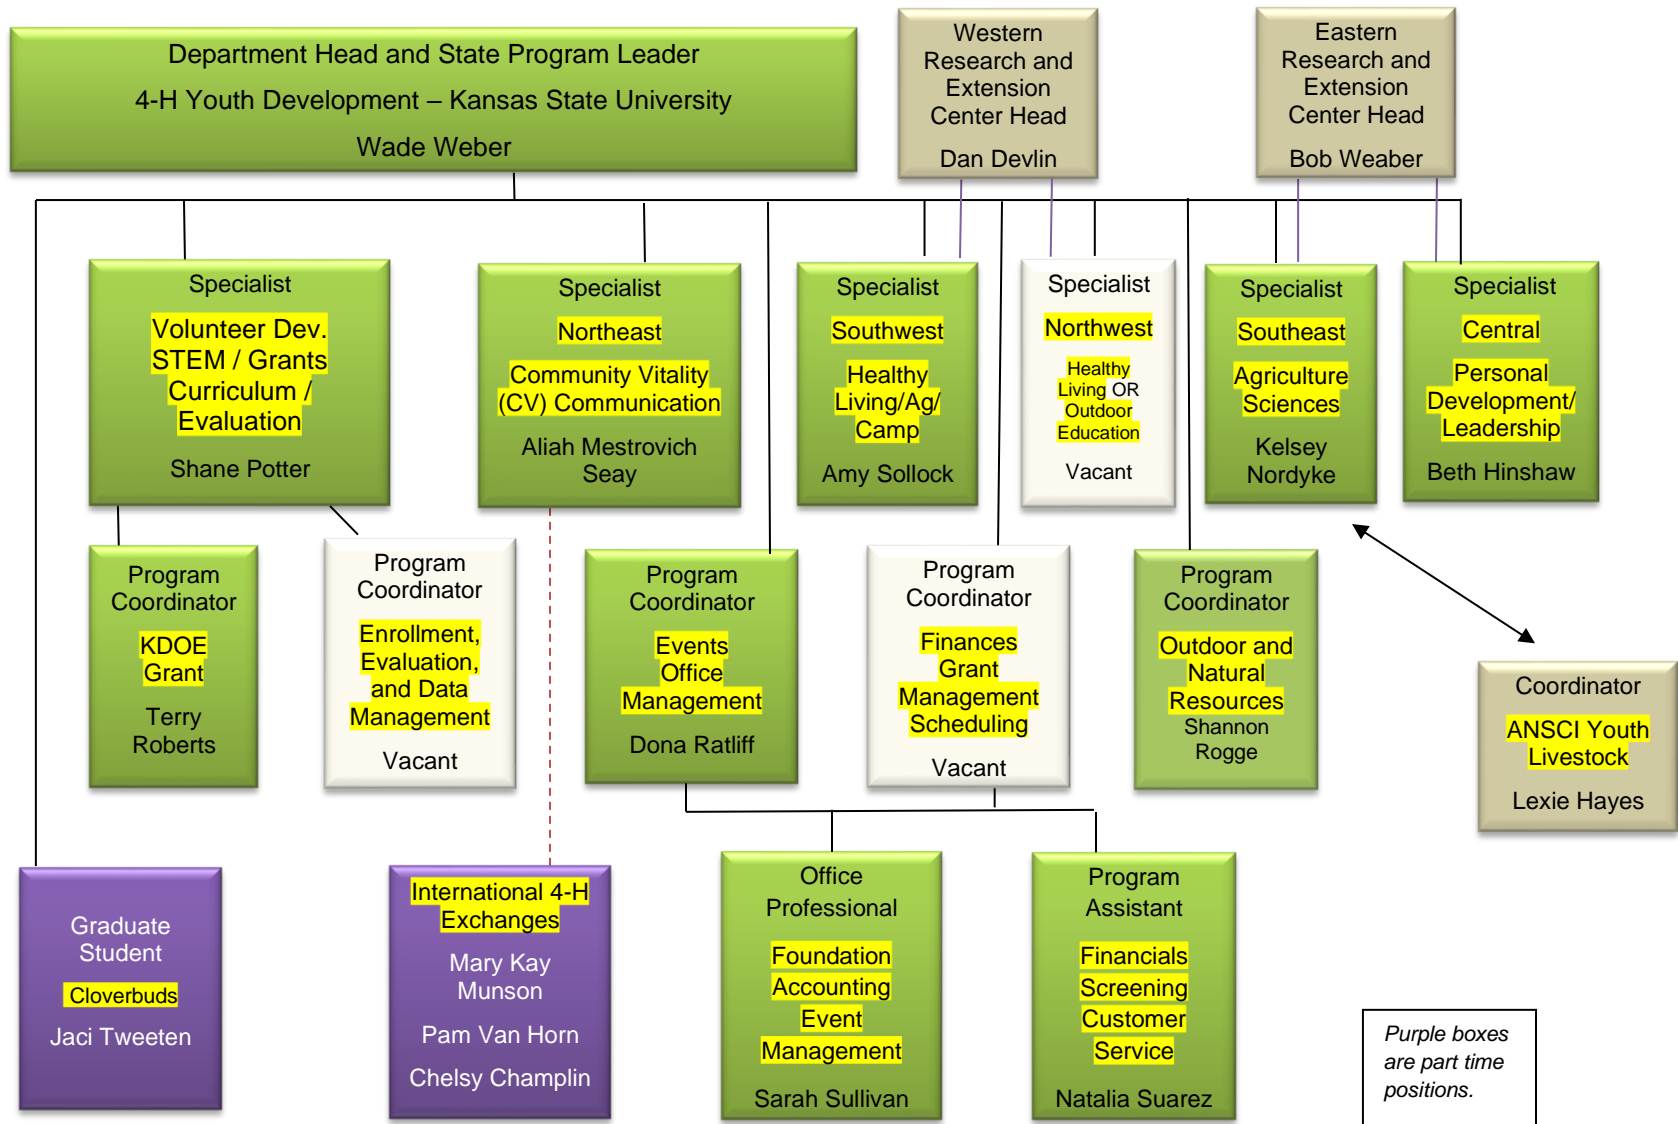 Department Head and State Program Leader
4-H Youth Development – Kansas State University
Wade Weber
Western
Research and
Extension
Center Head
Dan Devlin
Eastern
Research and
Extension
Center Head
Bob Weaber
Specialist
Volunteer Dev.
STEM / Grants
Curriculum /
Evaluation
Shane Potter
Specialist
Northeast
Community Vitality
(CV) Communication
Aliah Mestrovich
Seay
Specialist
Southwest
Healthy
Living/Ag/
Camp
Amy Sollock
Specialist
Northwest
Healthy
Living OR
Outdoor
Education
Vacant
Specialist
Southeast
Agriculture
Sciences
Kelsey
Nordyke
Specialist
Central
Personal
Development/
Leadership
Beth Hinshaw
Program
Coordinator
KDOE
Grant
Terry
Roberts
Program
Coordinator
Enrollment,
Evaluation,
and Data
Management
Vacant
Program
Coordinator
Events
Office
Management
Dona Ratliff
Program
Coordinator
Finances
Grant
Management
Scheduling
Vacant
Program
Coordinator
Outdoor and
Natural
Resources
Shannon
Rogge
Coordinator
ANSCI Youth
Livestock
Lexie Hayes
Graduate
Student
Cloverbuds
Jaci Tweeten
International 4-H
Exchanges
Mary Kay
Munson
Pam Van Horn
Chelsy Champlin
Office
Professional
Foundation
Accounting
Event
Management
Sarah Sullivan
Program
Assistant
Financials
Screening
Customer
Service
Natalia Suarez
Purple boxes
are part time
positions.